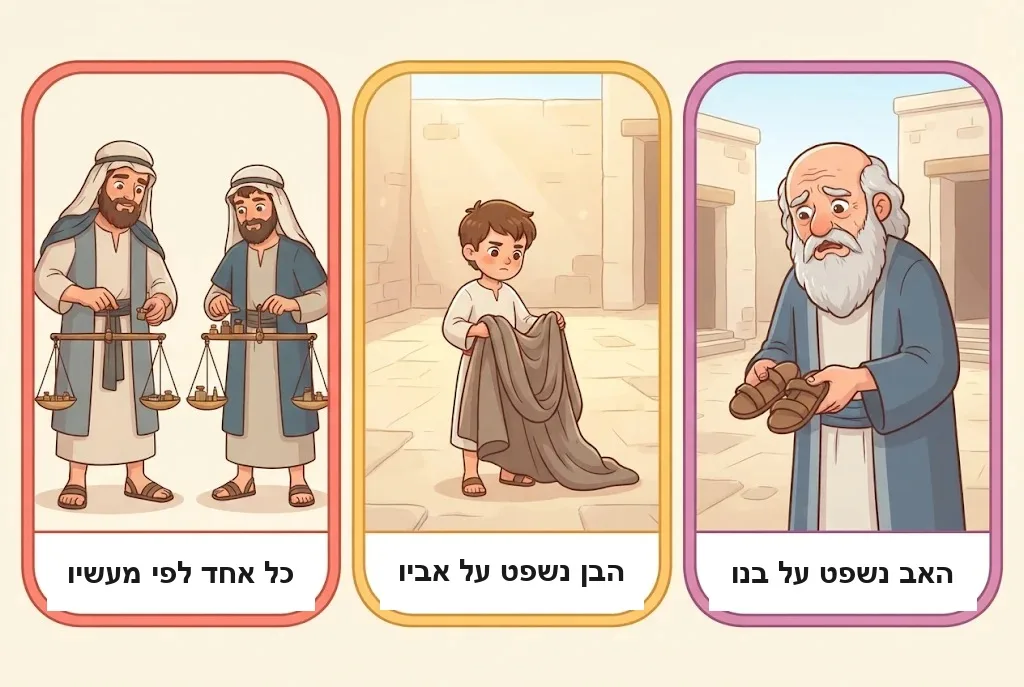 האב נשפט על בנו
הבן נשפט על אביו
כל אחד לפי מעשיו